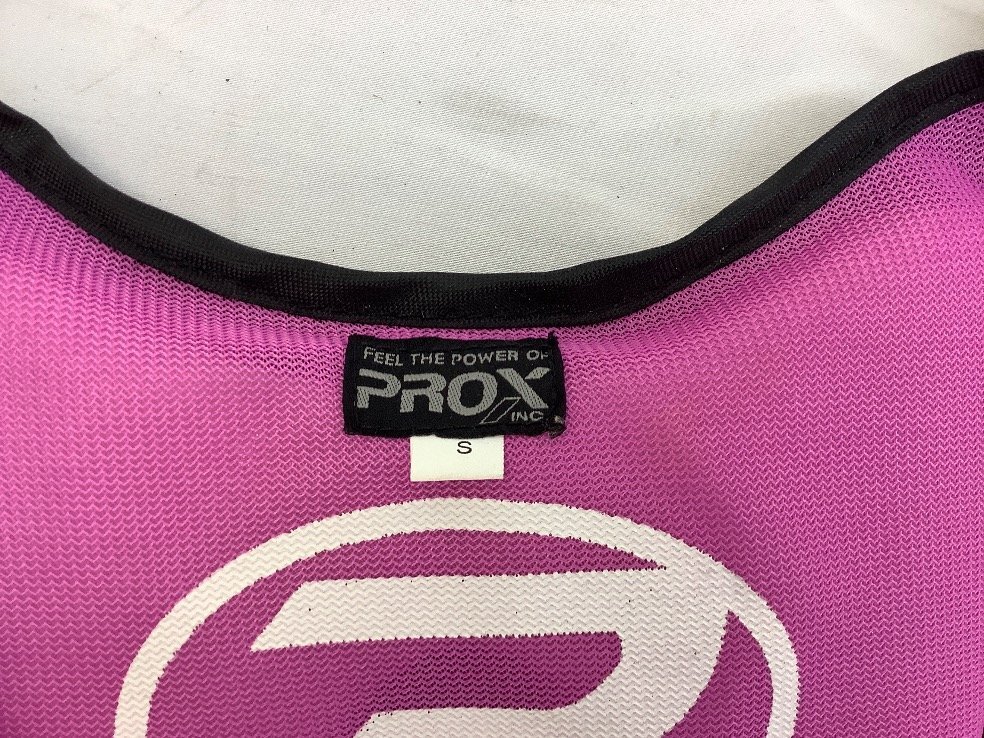 FEEL THE POWER OF
PROX
INC
S